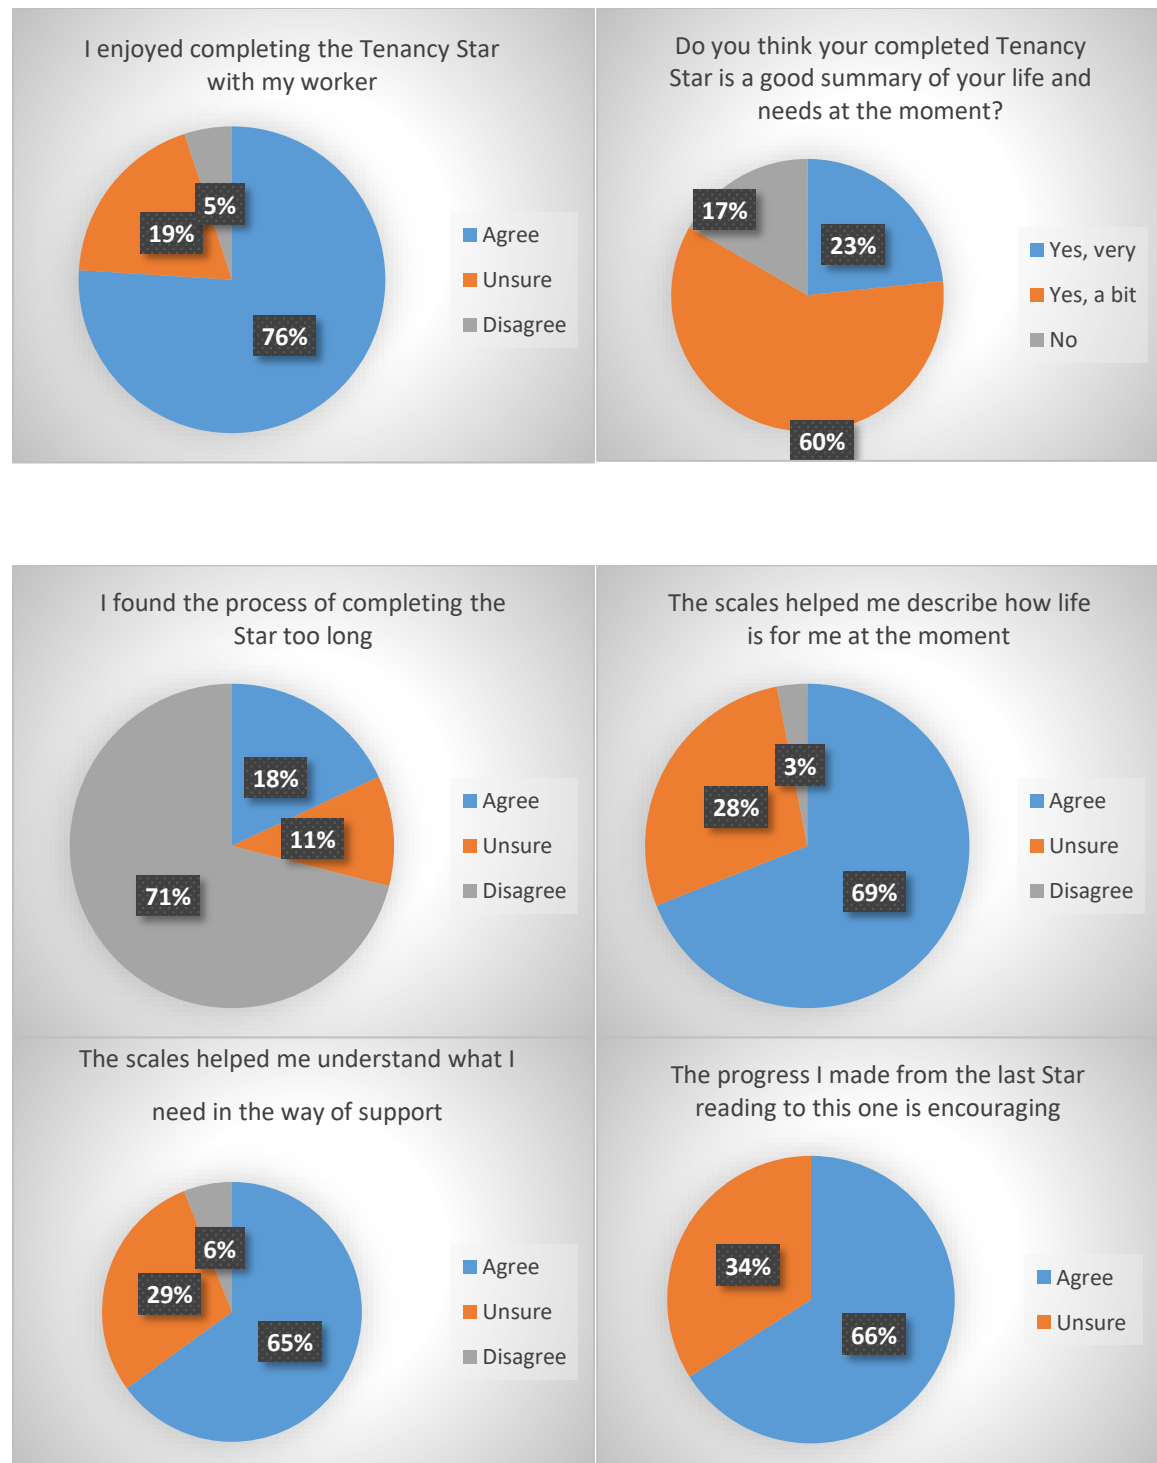 I enjoyed completing the Tenancy Star
with my worker
5%
19%
76%
Agree
Unsure
Disagree
Do you think your completed Tenancy
Star is a good summary of your life and
needs at the moment?
17%
23%
60%
Yes, very
Yes, a bit
No
I found the process of completing the
Star too long
18%
11%
71%
Agree
Unsure
Disagree
The scales helped me describe how life
is for me at the moment
3%
28%
69%
Agree
Unsure
Disagree
The scales helped me understand what I
need in the way of support
6%
29%
65%
Agree
Unsure
Disagree
The progress I made from the last Star
reading to this one is encouraging
34%
66%
Agree
Unsure